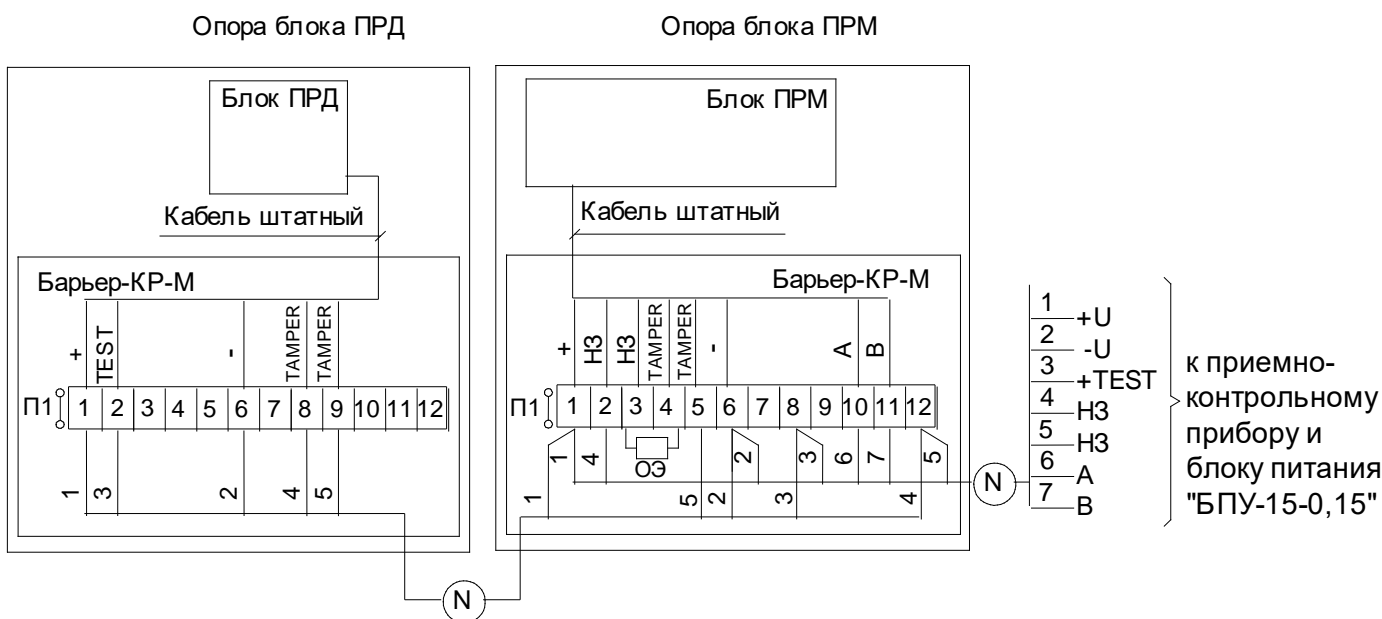 Опора блока ПРД
Опора блока ПРМ
Блок ПРД
Блок ПРМ
Кабель штатный
Кабель штатный
Барьер-КР-М
Барьер-КР-М
+ TEST - TAMPER TAMPER
+ НЗ НЗ TAMPER TAMPER - A B
П1 1 2 3 4 5 6 7 8 9 10 11 12
П1 1 2 3 4 5 6 7 8 9 10 11 12
ОЭ
1 4 2 3 6 7 5
1 3 2 4 5
1 5 2 3 4
N
N
1 +U
2 -U
3 +TEST
4 НЗ
5 НЗ
6 A
7 B
к приемно-
контрольному
прибору и
блоку питания
"БПУ-15-0,15"